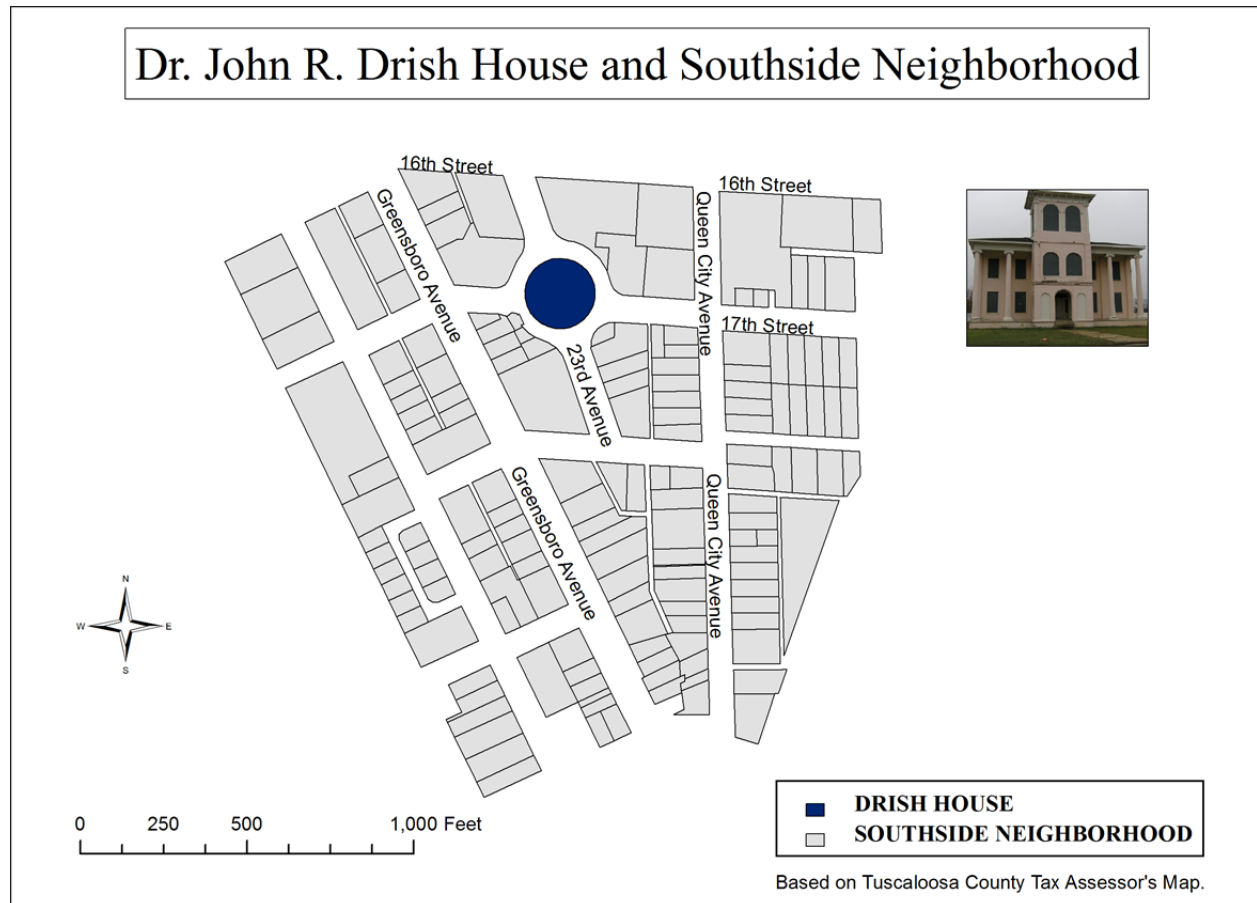 Dr. John R. Drish House and Southside Neighborhood
16th Street
16th Street
Greensboro Avenue
Queen City Avenue
17th Street
23rd Avenue
Greensboro Avenue
Queen City Avenue
N
W E
S
0 250 500 1,000 Feet
DRISH HOUSE
SOUTHSIDE NEIGHBORHOOD
Based on Tuscaloosa County Tax Assessor's Map.